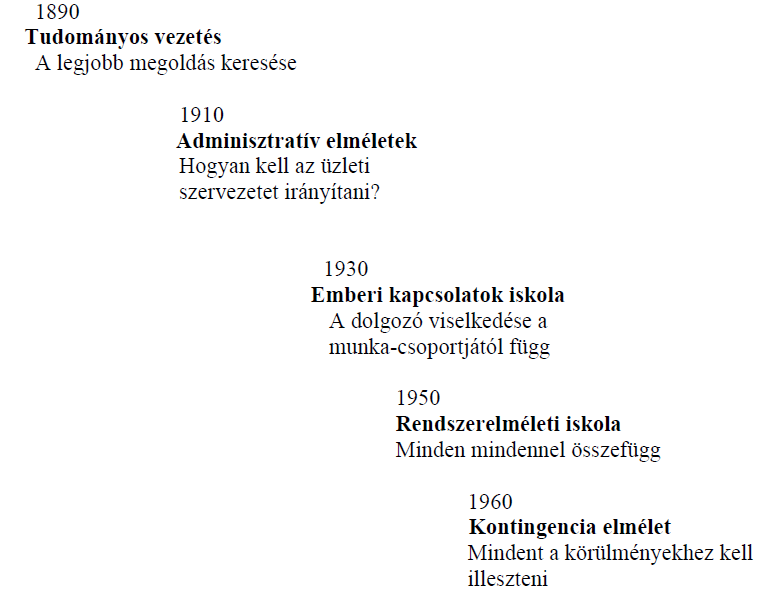 1890
Tudományos vezetés
A legjobb megoldás keresése
1910
Adminisztratív elméletek
Hogyan kell az üzleti
szervezetet irányítani?
1930
Emberi kapcsolatok iskola
A dolgozó viselkedése a
munka-csoportjától függ
1950
Rendszerelméleti iskola
Minden mindennel összefügg
1960
Kontingencia elmélet
Mindent a körülményekhez kell
illeszteni